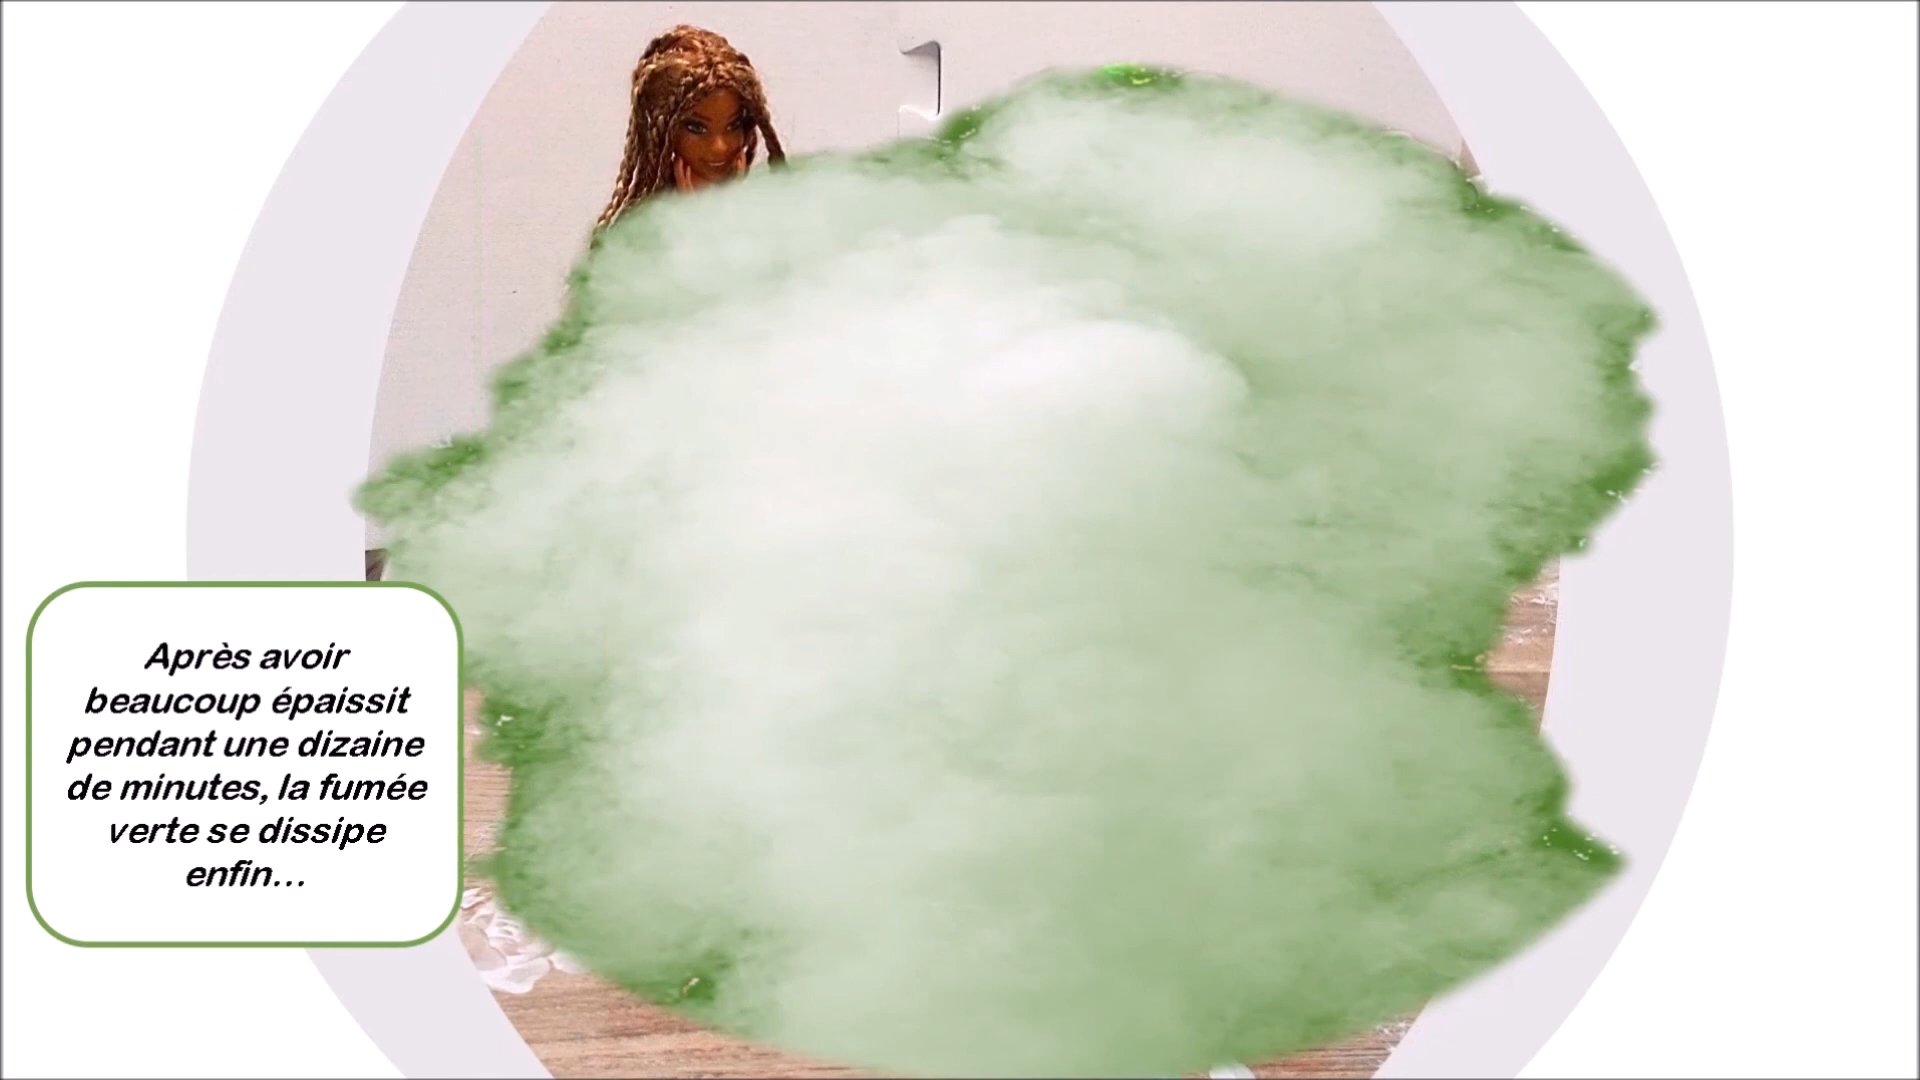 Après avoir
beaucoup épaissit
pendant une dizaine
de minutes, la fumée
verte se dissipe
enfin...